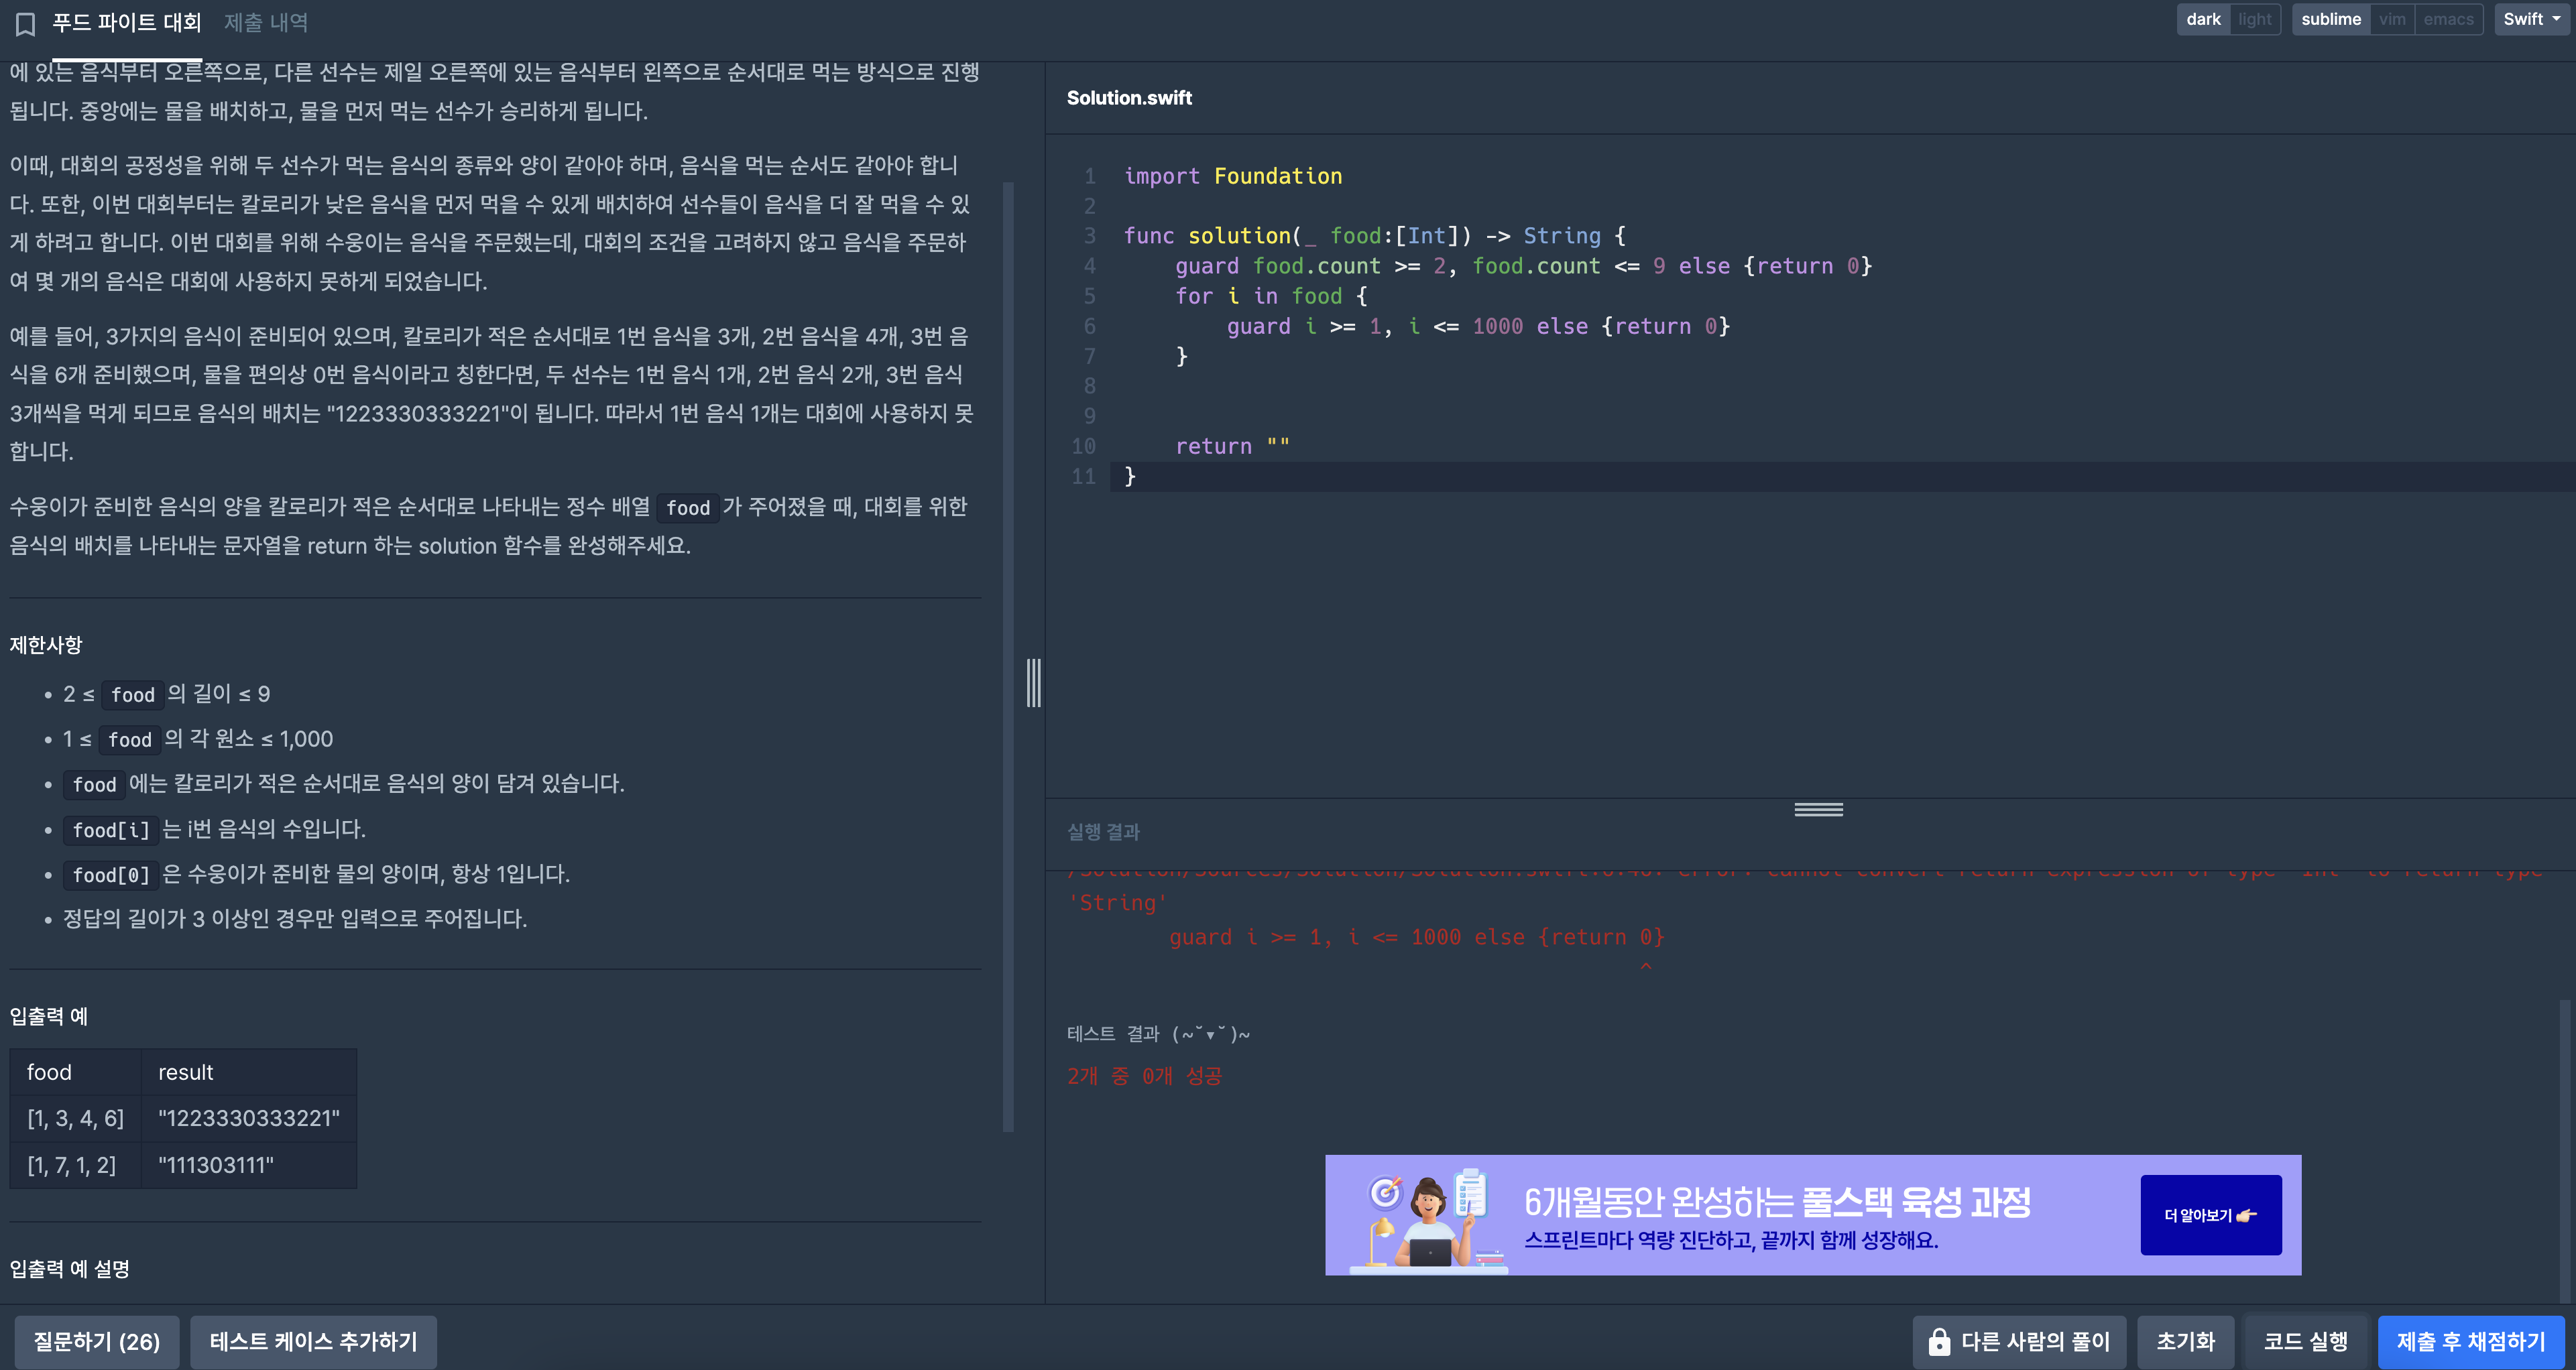 푸드 파이트 대회 제출 내역
dark light sublime vim emacs Swift
에 있는 음식부터 오른쪽으로, 다른 선수는 제일 오른쪽에 있는 음식부터 왼쪽으로 순서대로 먹는 방식으로 진행
됩니다. 중앙에는 물을 배치하고, 물을 먼저 먹는 선수가 승리하게 됩니다.
이때, 대회의 공정성을 위해 두 선수가 먹는 음식의 종류와 양이 같아야 하며, 음식을 먹는 순서도 같아야 합니
다. 또한, 이번 대회부터는 칼로리가 낮은 음식을 먼저 먹을 수 있게 배치하여 선수들이 음식을 더 잘 먹을 수 있
게 하려고 합니다. 이번 대회를 위해 수웅이는 음식을 주문했는데, 대회의 조건을 고려하지 않고 음식을 주문하
여 몇 개의 음식은 대회에 사용하지 못하게 되었습니다.
예를 들어, 3가지의 음식이 준비되어 있으며, 칼로리가 적은 순서대로 1번 음식을 3개, 2번 음식을 4개, 3번 음
식을 6개 준비했으며, 물을 편의상 0번 음식이라고 칭한다면, 두 선수는 1번 음식 1개, 2번 음식 2개, 3번 음식
3개씩을 먹게 되므로 음식의 배치는 "1223330333221"이 됩니다. 따라서 1번 음식 1개는 대회에 사용하지 못
합니다.
수웅이가 준비한 음식의 양을 칼로리가 적은 순서대로 나타내는 정수 배열 food 가 주어졌을 때, 대회를 위한
음식의 배치를 나타내는 문자열을 return 하는 solution 함수를 완성해주세요.
제한사항
• 2 ≤ food 의 길이 ≤ 9
• 1 ≤ food 의 각 원소 ≤ 1,000
• food 에는 칼로리가 적은 순서대로 음식의 양이 담겨 있습니다.
• food[i] 는 i번 음식의 수입니다.
• food[0] 은 수웅이가 준비한 물의 양이며, 항상 1입니다.
• 정답의 길이가 3 이상인 경우만 입력으로 주어집니다.
입출력 예
food result
[1, 3, 4, 6] "1223330333221"
[1, 7, 1, 2] "111303111"
입출력 예 설명
Solution.swift
1 import Foundation
2
3 func solution(_ food:[Int]) -> String {
4     guard food.count >= 2, food.count <= 9 else {return 0}
5     for i in food {
6         guard i >= 1, i <= 1000 else {return 0}
7     }
8
9
10     return ""
11 }
실행 결과
/Solution/Sources/Solution/Solution.swift:6:46: error: cannot convert return expression of type 'Int' to return type
'String'
guard i >= 1, i <= 1000 else {return 0}
^
테스트 결과 (~˘▾˘)~
2개 중 0개 성공
6개월동안 완성하는 풀스택 육성 과정
스프린트마다 역량 진단하고, 끝까지 함께 성장해요.
더 알아보기 👉🏻
질문하기 (26) 테스트 케이스 추가하기 다른 사람의 풀이 초기화 코드 실행 제출 후 채점하기